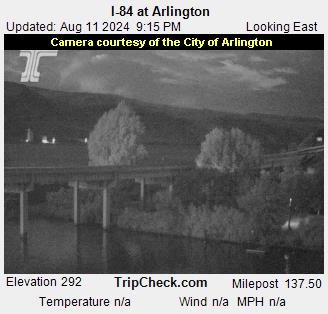 I-84 at Arlington
Updated: Aug 11 2024 9:15 PM Looking East
Camera courtesy of the City of Arlington
Elevation 292 TripCheck.com Milepost 137.50
Temperature n/a Wind n/a MPH n/a